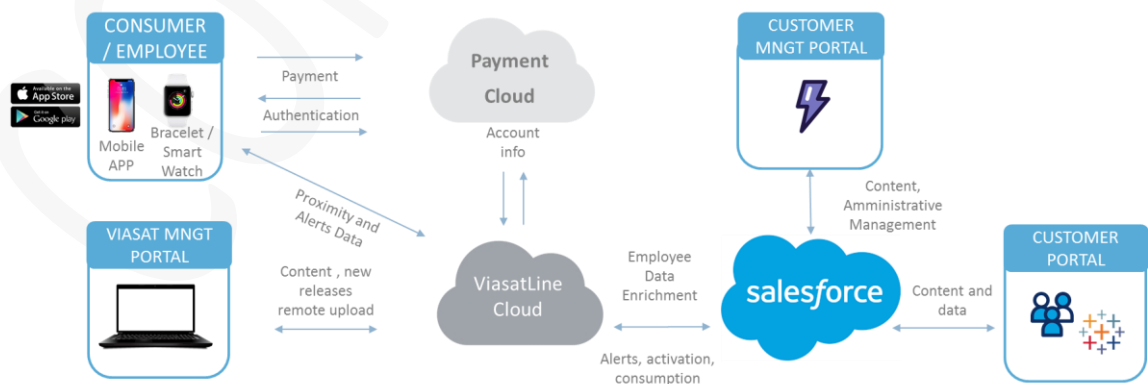 CONSUMER
/ EMPLOYEE
Available on the
App Store
Get it on
Google play
Mobile
APP
Bracelet /
Smart
Watch
Payment
Authentication
Payment
Cloud
Account
info
CUSTOMER
MNGT PORTAL
Content,
Amministrative
Management
Proximity and
Alerts Data
VIASAT MNGT
PORTAL
Content , new
releases
remote upload
ViasatLine
Cloud
Employee
Data
Enrichment
Alerts, activation,
consumption
salesforce
Content and
data
CUSTOMER
PORTAL